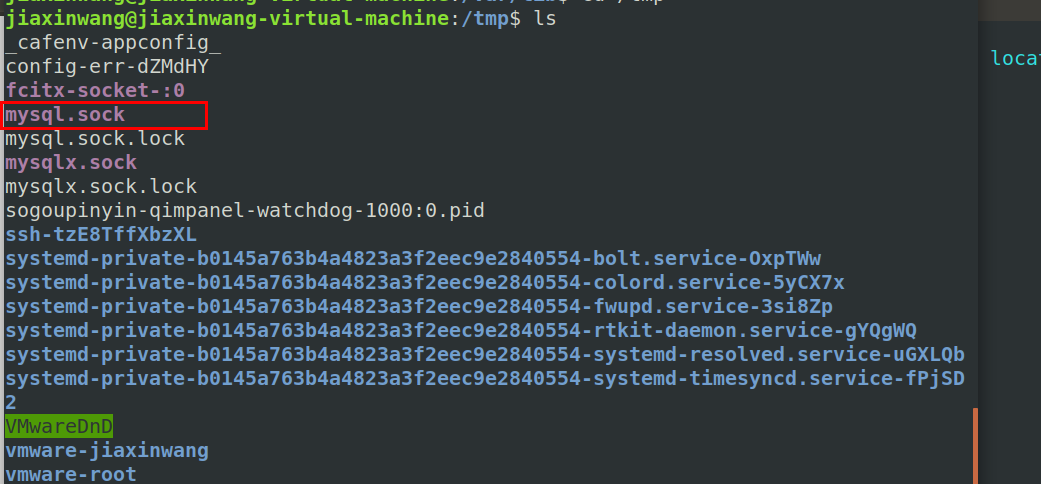 jiaxinwang@jiaxinwang-virtual-machine:/tmp$ ls
_cafenv-appconfig_
config-err-dZMdHY
fcitx-socket-:0
mysql.sock
mysql.sock.lock
mysqlx.sock
mysqlx.sock.lock
sogoupinyin-qimpanel-watchdog-1000:0.pid
ssh-tzE8TffXbzXL
systemd-private-b0145a763b4a4823a3f2eec9e2840554-bolt.service-OxpTWw
systemd-private-b0145a763b4a4823a3f2eec9e2840554-colord.service-5yCX7x
systemd-private-b0145a763b4a4823a3f2eec9e2840554-fwupd.service-3si8Zp
systemd-private-b0145a763b4a4823a3f2eec9e2840554-rtkit-daemon.service-gYQgWQ
systemd-private-b0145a763b4a4823a3f2eec9e2840554-systemd-resolved.service-uGXLQb
systemd-private-b0145a763b4a4823a3f2eec9e2840554-systemd-timesyncd.service-fPjSD
2
VMwareDnD
vmware-jiaxinwang
vmware-root
locat